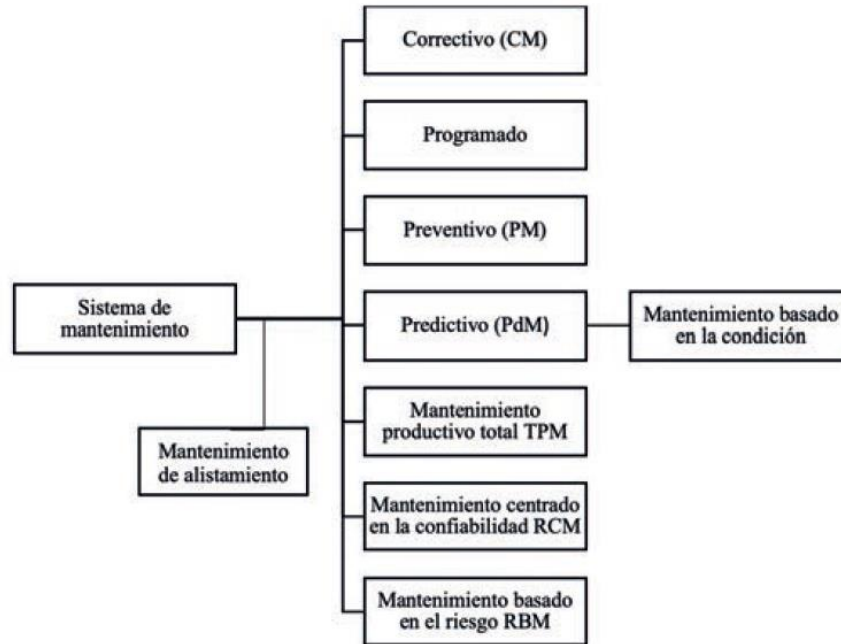 Correctivo (CM)
Programado
Preventivo (PM)
Sistema de
mantenimiento
Predictivo (PdM)
Mantenimiento basado
en la condición
Mantenimiento
productivo total TPM
Mantenimiento
de alistamiento
Mantenimiento centrado
en la confiabilidad RCM
Mantenimiento basado
en el riesgo RBM